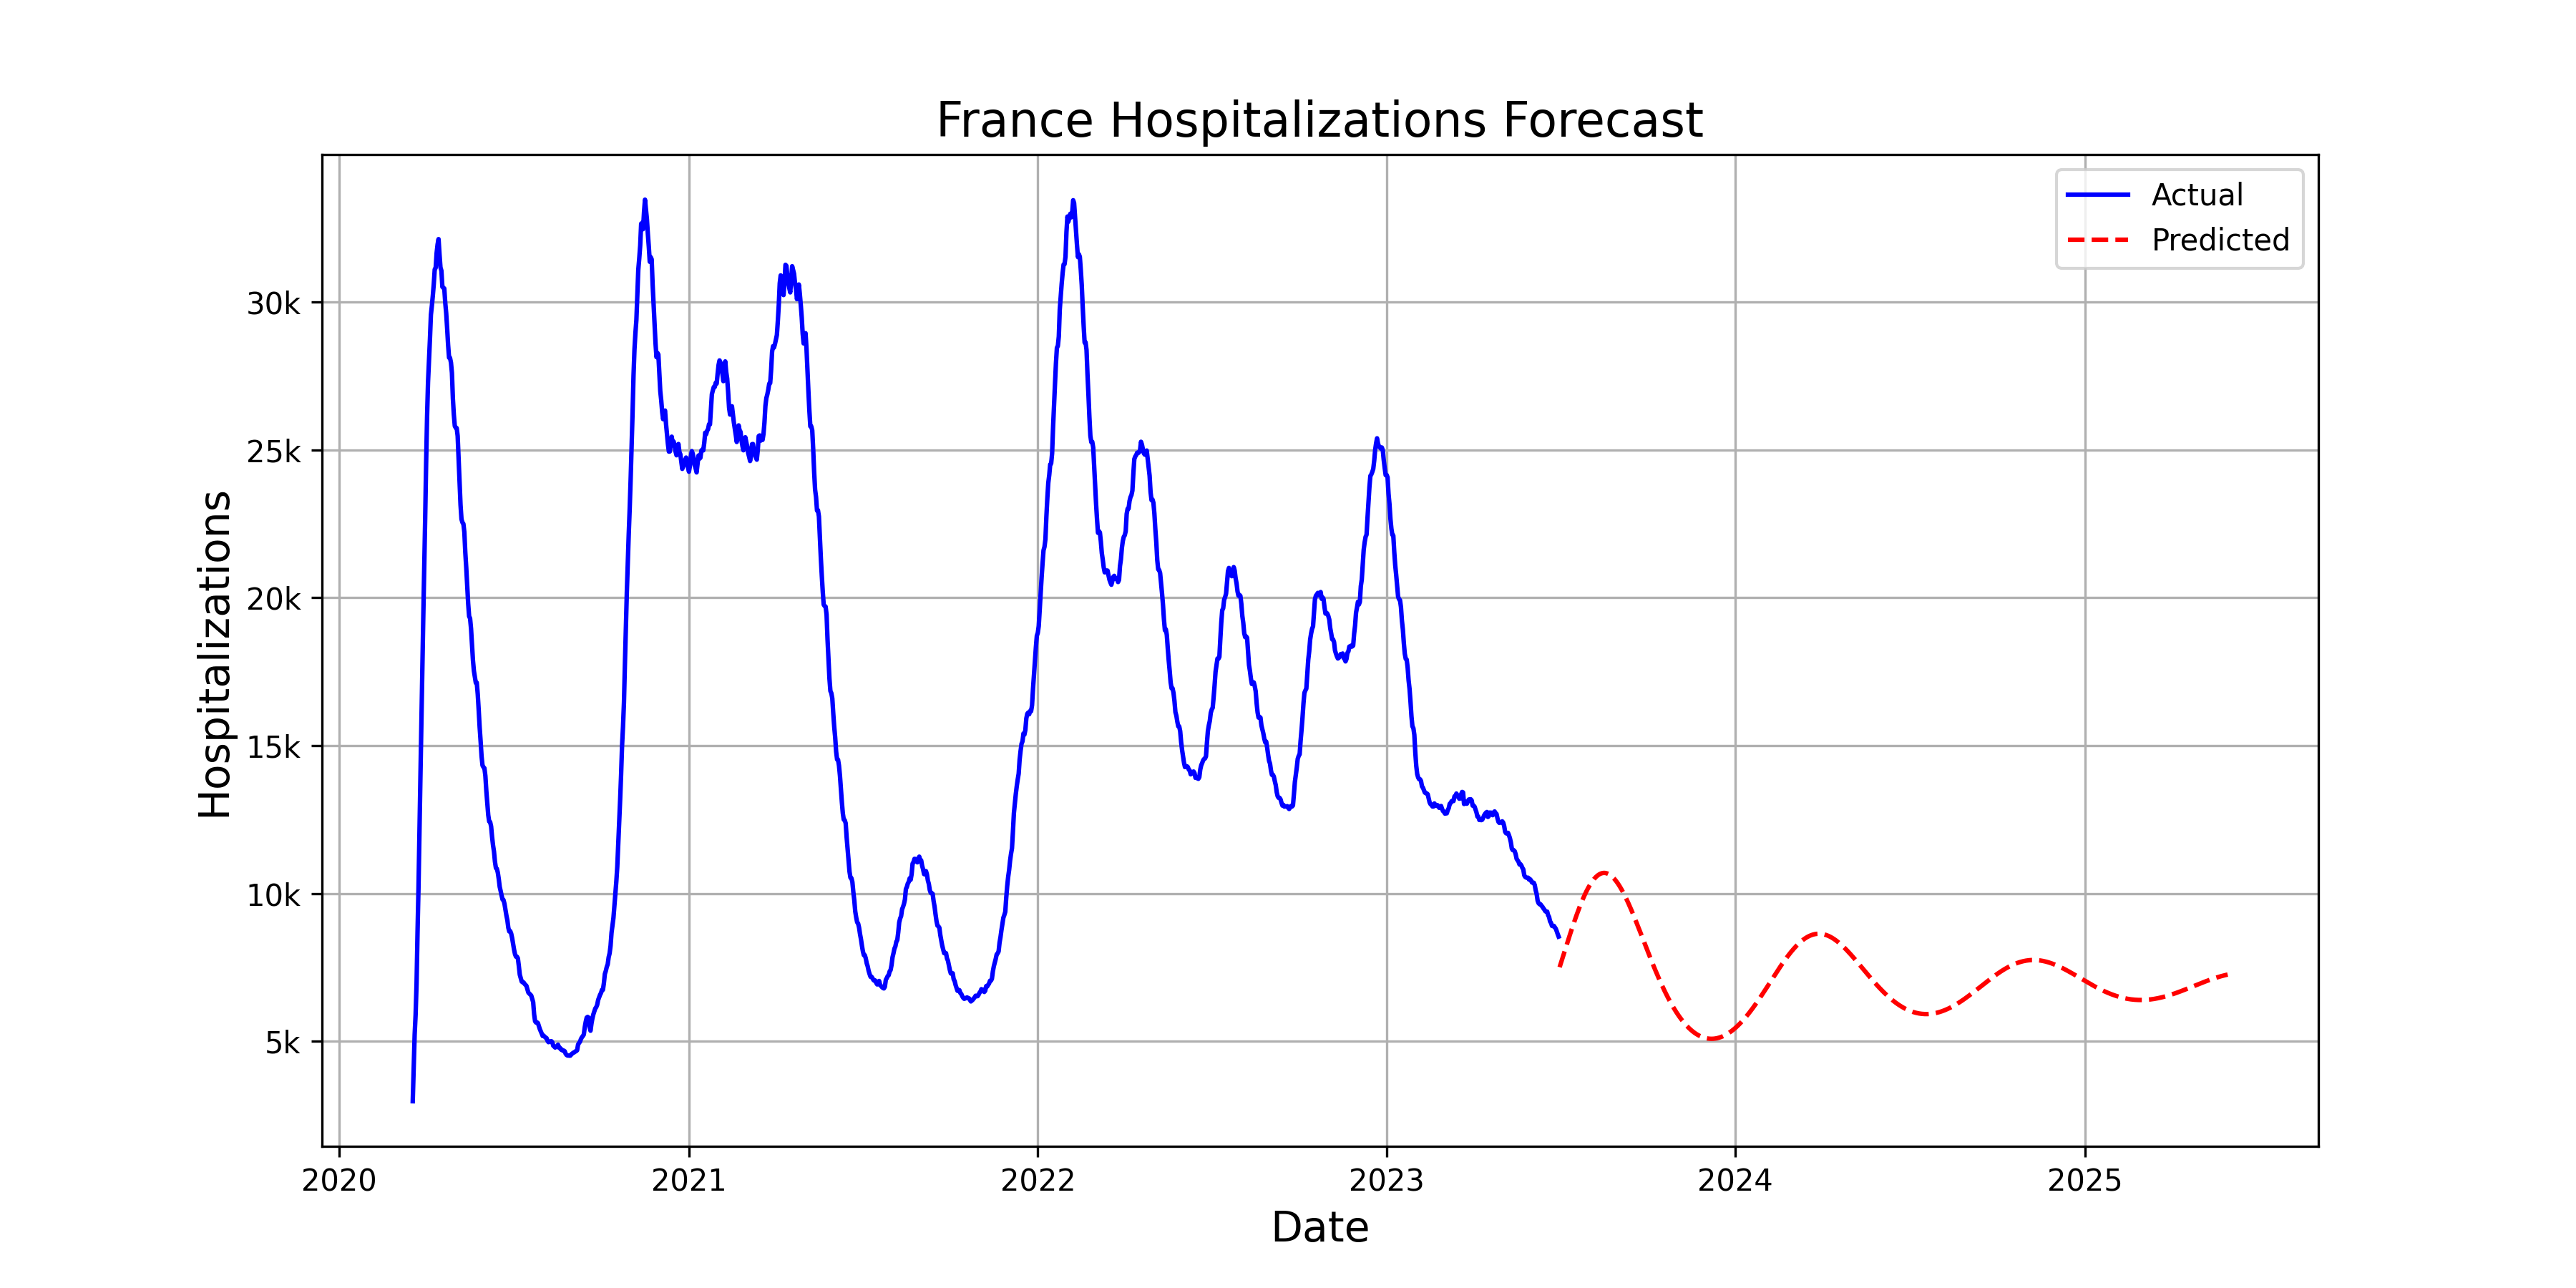 France Hospitalizations Forecast
Actual
Predicted
Hospitalizations
30k
25k
20k
15k
10k
5k
2020 2021 2022 2023 2024 2025
Date